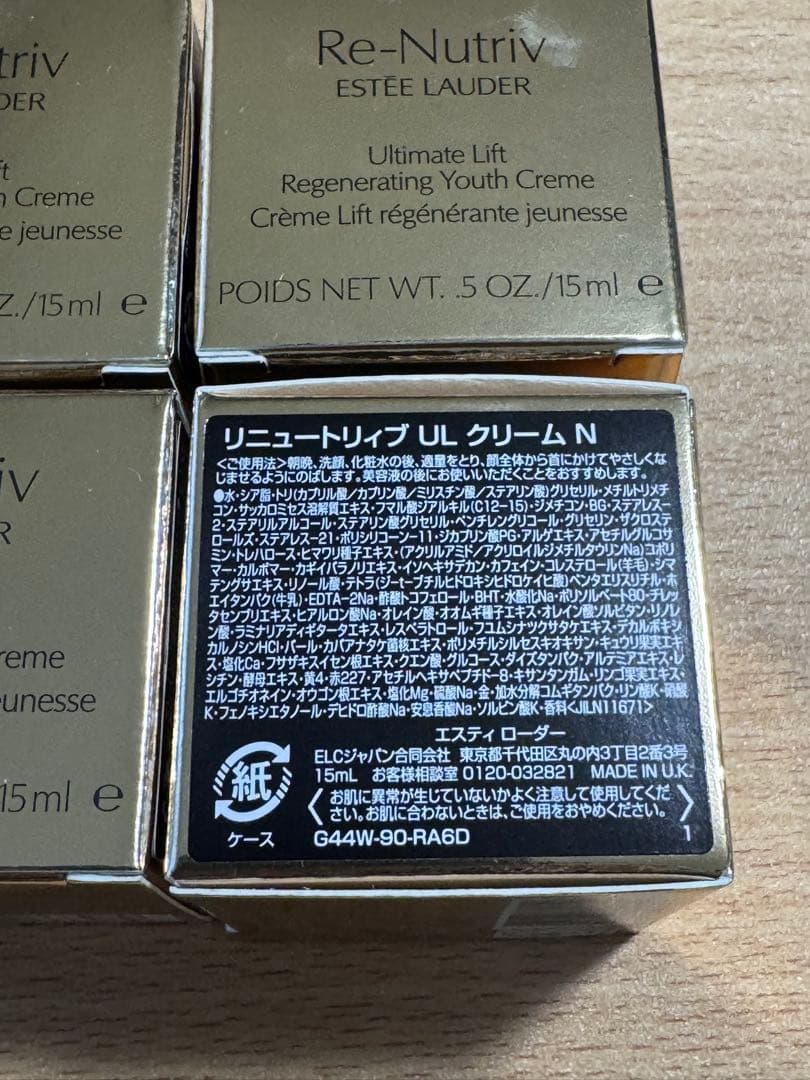 triv
DER
ft
h Creme
e jeunesse
Z./15ml e
Re-Nutriv
ESTĒE LAUDER
Ultimate Lift
Regenerating Youth Creme
Crème Lift régénérante jeunesse
POIDS NET WT. .5 OZ./15ml e
iv
R
reme
eunesse
15ml e
リニュートリィブ UL クリーム N
<ご使用法>朝晩、洗顔、化粧水の後、適量をとり、顔全体から首にかけてやさしくな
じませるようにのばします。美容液の後にお使いいただくことをおすすめします。
●水・シア脂・トリ(カプリル酸/カプリン酸/ミリスチン酸/ステアリン酸)グリセリル・メチルトリメチ
コン・サッカロミセス溶解質エキス・フマル酸ジアルキル(C12-15)・ジメチコン・BG・ステアレス-
2・ステアリルアルコール・ステアリン酸グリセリル・ペンチレングリコール・グリセリン・ザクロステ
ロールズ・ステアレス-21・ポリシリコーン-11・ジカプリン酸PG・アルゲエキス・アセチルグルコサ
ミン・トレハロース・ヒマワリ種子エキス・(アクリルアミド/アクリロイルジメチルタウリンNa)コポリ
マー・カルボマー・カギイバラノリエキス・イソヘキサデカン・カフェイン・コレステロール(羊毛)・シマ
テングサエキス・リノール酸・テトラ(ジ-t-ブチルヒドロキシヒドロケイヒ酸)ペンタエリスリチル・ホ
エイタンパク(牛乳)・EDTA-2Na・酢酸トコフェロール・BHT・水酸化Na・ポリソルベート80・チレッ
タセンブリエキス・ヒアルロン酸Na・オレイン酸・オオムギ種子エキス・オレイン酸ソルビタン・リノレ
ン酸・ラミナリアディギタータエキス・レスベラトロール・フユムシナツクサタケエキス・デカルボキシ
カルノシンHCl・パール・カバアナタケ菌核エキス・ポリメチルシルセスキオキサン・キュウリ果実エキ
ス・塩化Ca・フサザキスイセン根エキス・クエン酸・グルコース・ダイズタンパク・アルテミアエキス・レ
シチン・酵母エキス・黄4・赤227・アセチルヘキサペプチド-8・キサンタンガム・リンゴ果実エキス・
エルゴチオネイン・オウゴン根エキス・塩化Mg・硫酸Na・金・加水分解コムギタンパク・リン酸K・硝酸
K・フェノキシエタノール・デヒドロ酢酸Na・安息香酸Na・ソルビン酸K・香料<JILN11671>
エスティ ローダー
ELCジャパン合同会社 東京都千代田区丸の内3丁目2番3号
15mL お客様相談室 0120-032821 MADE IN U.K.
お肌に異常が生じていないかよく注意して使用してくだ
さい。お肌に合わないときは、ご使用をおやめください。
紙
ケース
G44W-90-RA6D
1